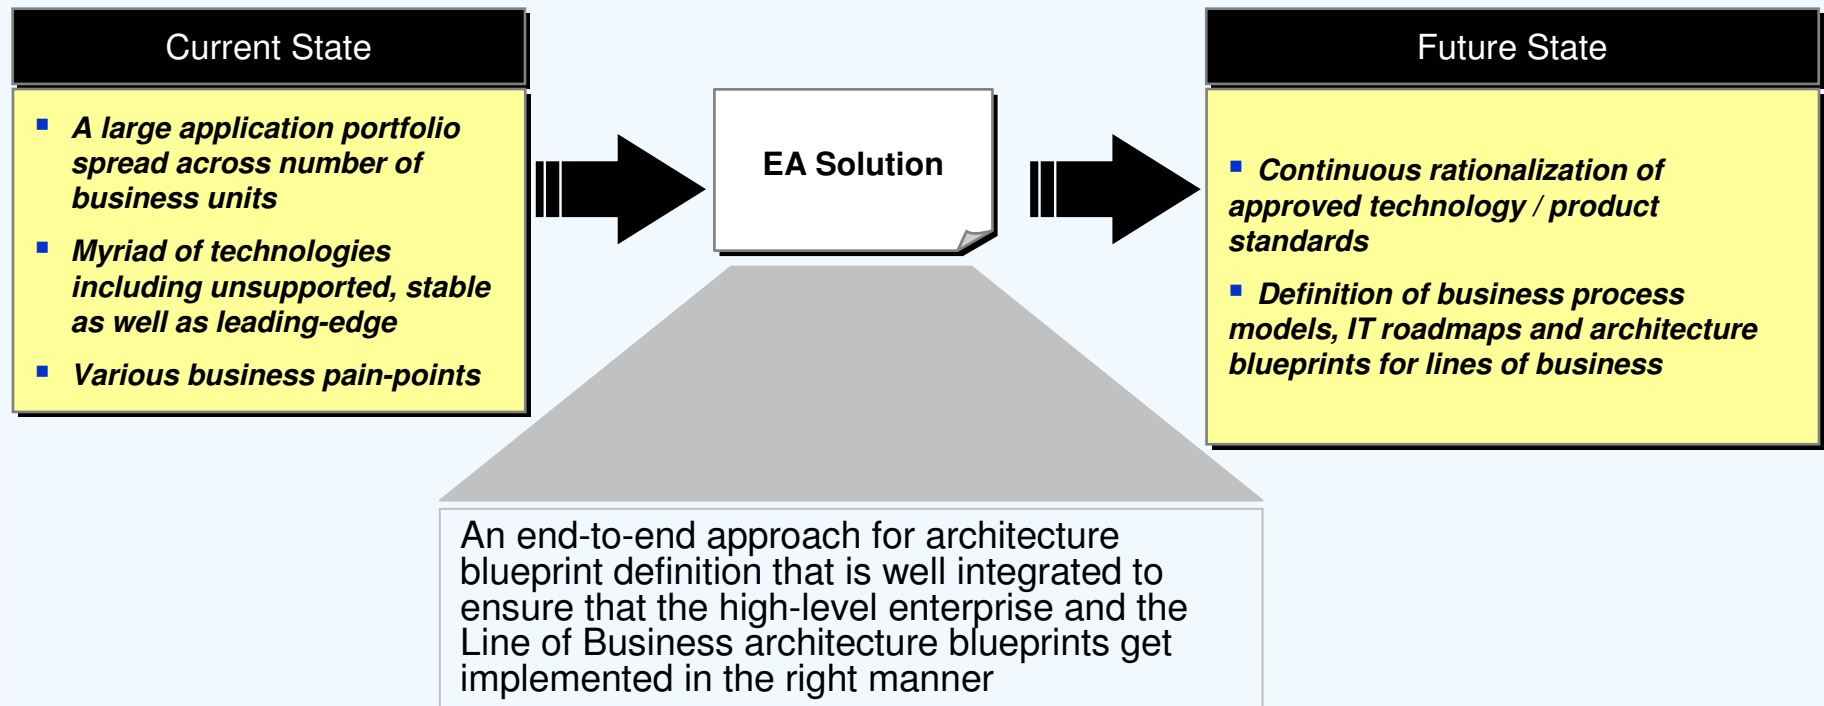 Current State
▪ A large application portfolio
spread across number of
business units
▪ Myriad of technologies
including unsupported, stable
as well as leading-edge
▪ Various business pain-points
EA Solution
Future State
▪ Continuous rationalization of
approved technology / product
standards
▪ Definition of business process
models, IT roadmaps and architecture
blueprints for lines of business
An end-to-end approach for architecture
blueprint definition that is well integrated to
ensure that the high-level enterprise and the
Line of Business architecture blueprints get
implemented in the right manner